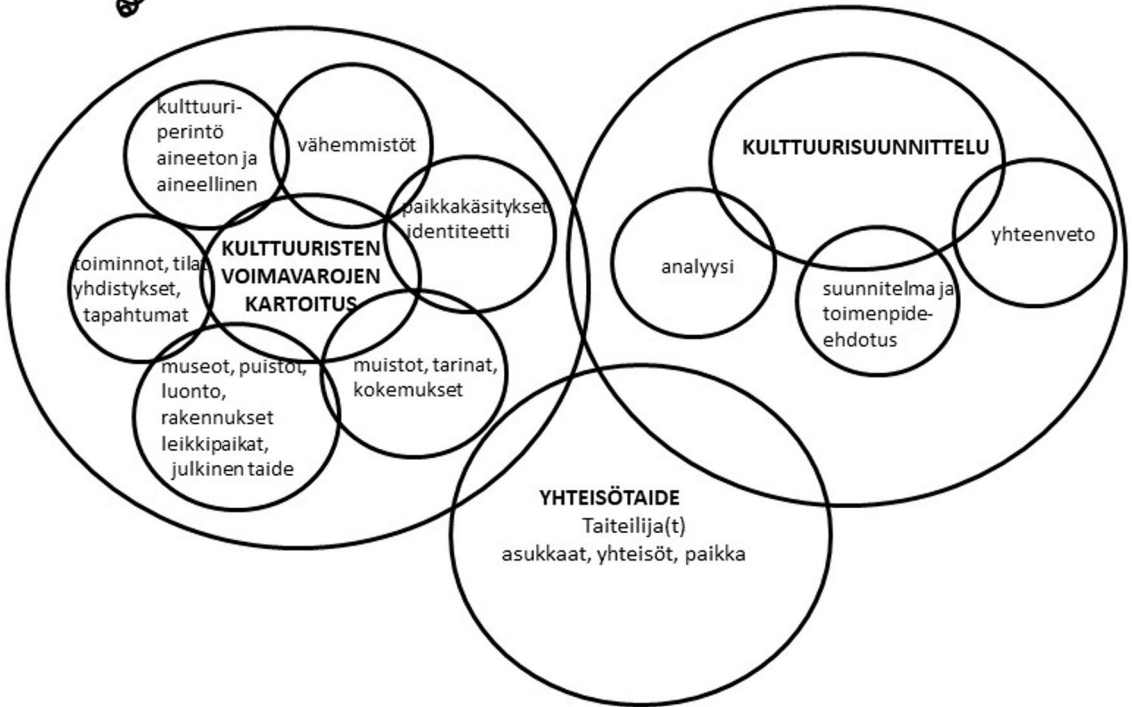 kulttuuri-
perintö
aineeton ja
aineellinen
vähemmistöt
paikkakäsitykset
identiteetti
toiminnot, tilat
yhdistykset,
tapahtumat
KULTTUURISTEN
VOIMAVAROJEN
KARTOITUS
museot, puistot,
luonto,
rakennukset
leikkipaikat,
julkinen taide
muistot, tarinat,
kokemukset
KULTTUURISUUNNITTELU
analyysi
suunnitelma ja
toimenpide-
ehdotus
yhteenveto
YHTEISÖTAIDE
Taiteilija(t)
asukkaat, yhteisöt, paikka